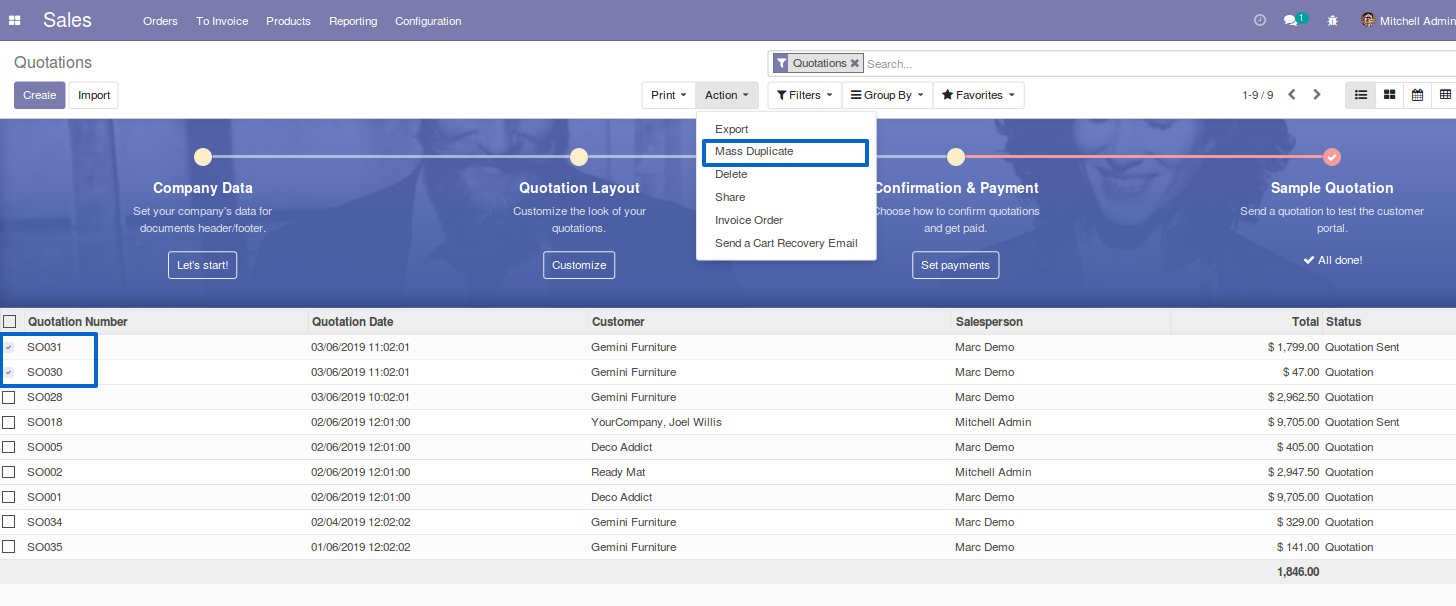 Sales Orders To Invoice Products Reporting Configuration 1 Mitchell Admin
Quotations
Quotations Search...
Create Import Print Action Filters Group By Favorites 1-9 / 9
Export
Mass Duplicate
Delete
Share
Invoice Order
Send a Cart Recovery Email
Company Data
Set your company's data for
documents header/footer.
Let's start!
Quotation Layout
Customize the look of your
quotations.
Customize
Confirmation & Payment
Choose how to confirm quotations
and get paid.
Set payments
Sample Quotation
Send a quotation to test the customer
portal.
All done!
Quotation Number Quotation Date Customer Salesperson Total Status
SO031 03/06/2019 11:02:01 Gemini Furniture Marc Demo $ 1,799.00 Quotation Sent
SO030 03/06/2019 11:02:01 Gemini Furniture Marc Demo $ 47.00 Quotation
SO028 03/06/2019 10:02:01 Gemini Furniture Marc Demo $ 2,962.50 Quotation
SO018 02/06/2019 12:01:00 YourCompany, Joel Willis Mitchell Admin $ 9,705.00 Quotation Sent
SO005 02/06/2019 12:01:00 Deco Addict Marc Demo $ 405.00 Quotation
SO002 02/06/2019 12:01:00 Ready Mat Mitchell Admin $ 2,947.50 Quotation
SO001 02/06/2019 12:01:00 Deco Addict Marc Demo $ 9,705.00 Quotation
SO034 02/04/2019 12:02:02 Gemini Furniture Marc Demo $ 329.00 Quotation
SO035 01/06/2019 12:02:02 Gemini Furniture Marc Demo $ 141.00 Quotation
1,846.00